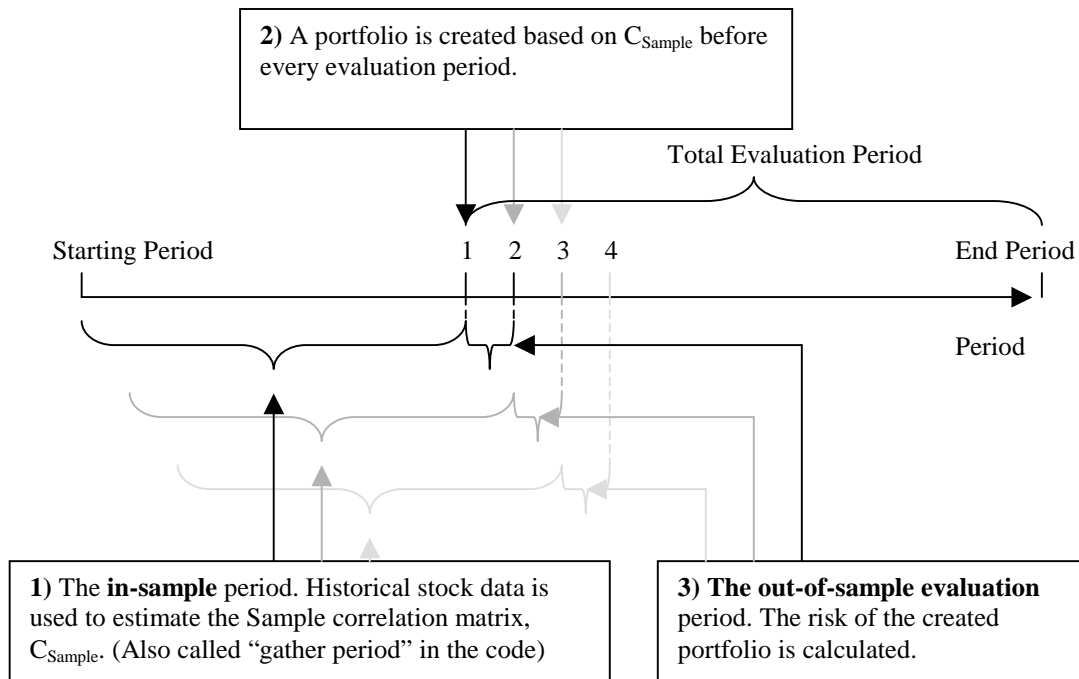 2) A portfolio is created based on CSample before
every evaluation period.
Total Evaluation Period
Starting Period 1 2 3 4 End Period
Period
1) The in-sample period. Historical stock data is
used to estimate the Sample correlation matrix,
CSample. (Also called “gather period” in the code)
3) The out-of-sample evaluation
period. The risk of the created
portfolio is calculated.